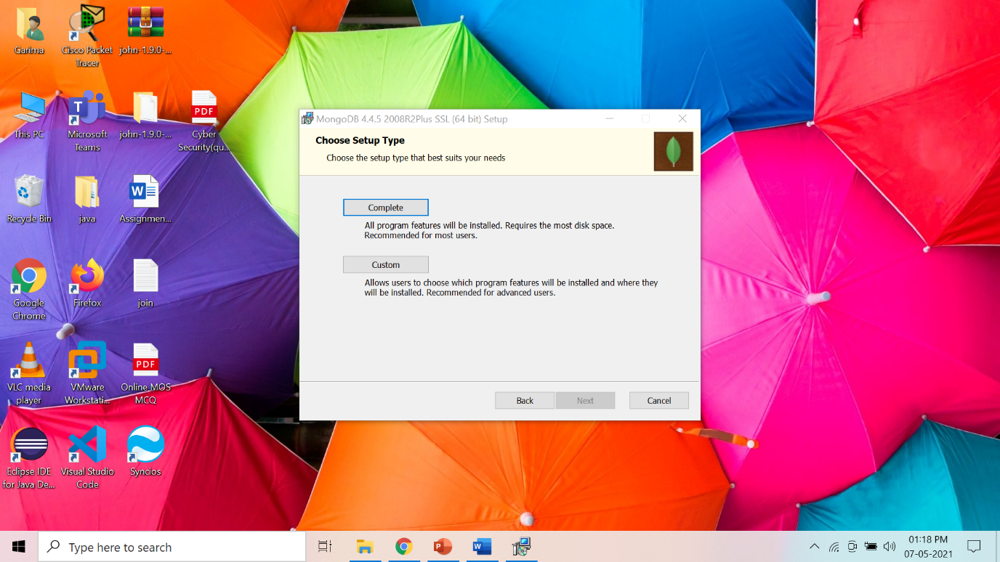 Garima
Cisco Packet
Tracer
john-1.9.0-...
This PC
Microsoft
Teams
john-1.9.0-...
PDF
Cyber
Security(qu...
Recycle Bin
java
Assignmen...
Google
Chrome
Firefox
join
VLC media
player
VMware
Workstati...
PDF
Online MOS
MCQ
Eclipse IDE
for Java De...
Visual Studio
Code
Syncios
MongoDB 4.4.5 2008R2Plus SSL (64 bit) Setup
Choose Setup Type
Choose the setup type that best suits your needs
Complete
All program features will be installed. Requires the most disk space.
Recommended for most users.
Custom
Allows users to choose which program features will be installed and where they
will be installed. Recommended for advanced users.
Back
Next
Cancel
Type here to search
01:18 PM
07-05-2021